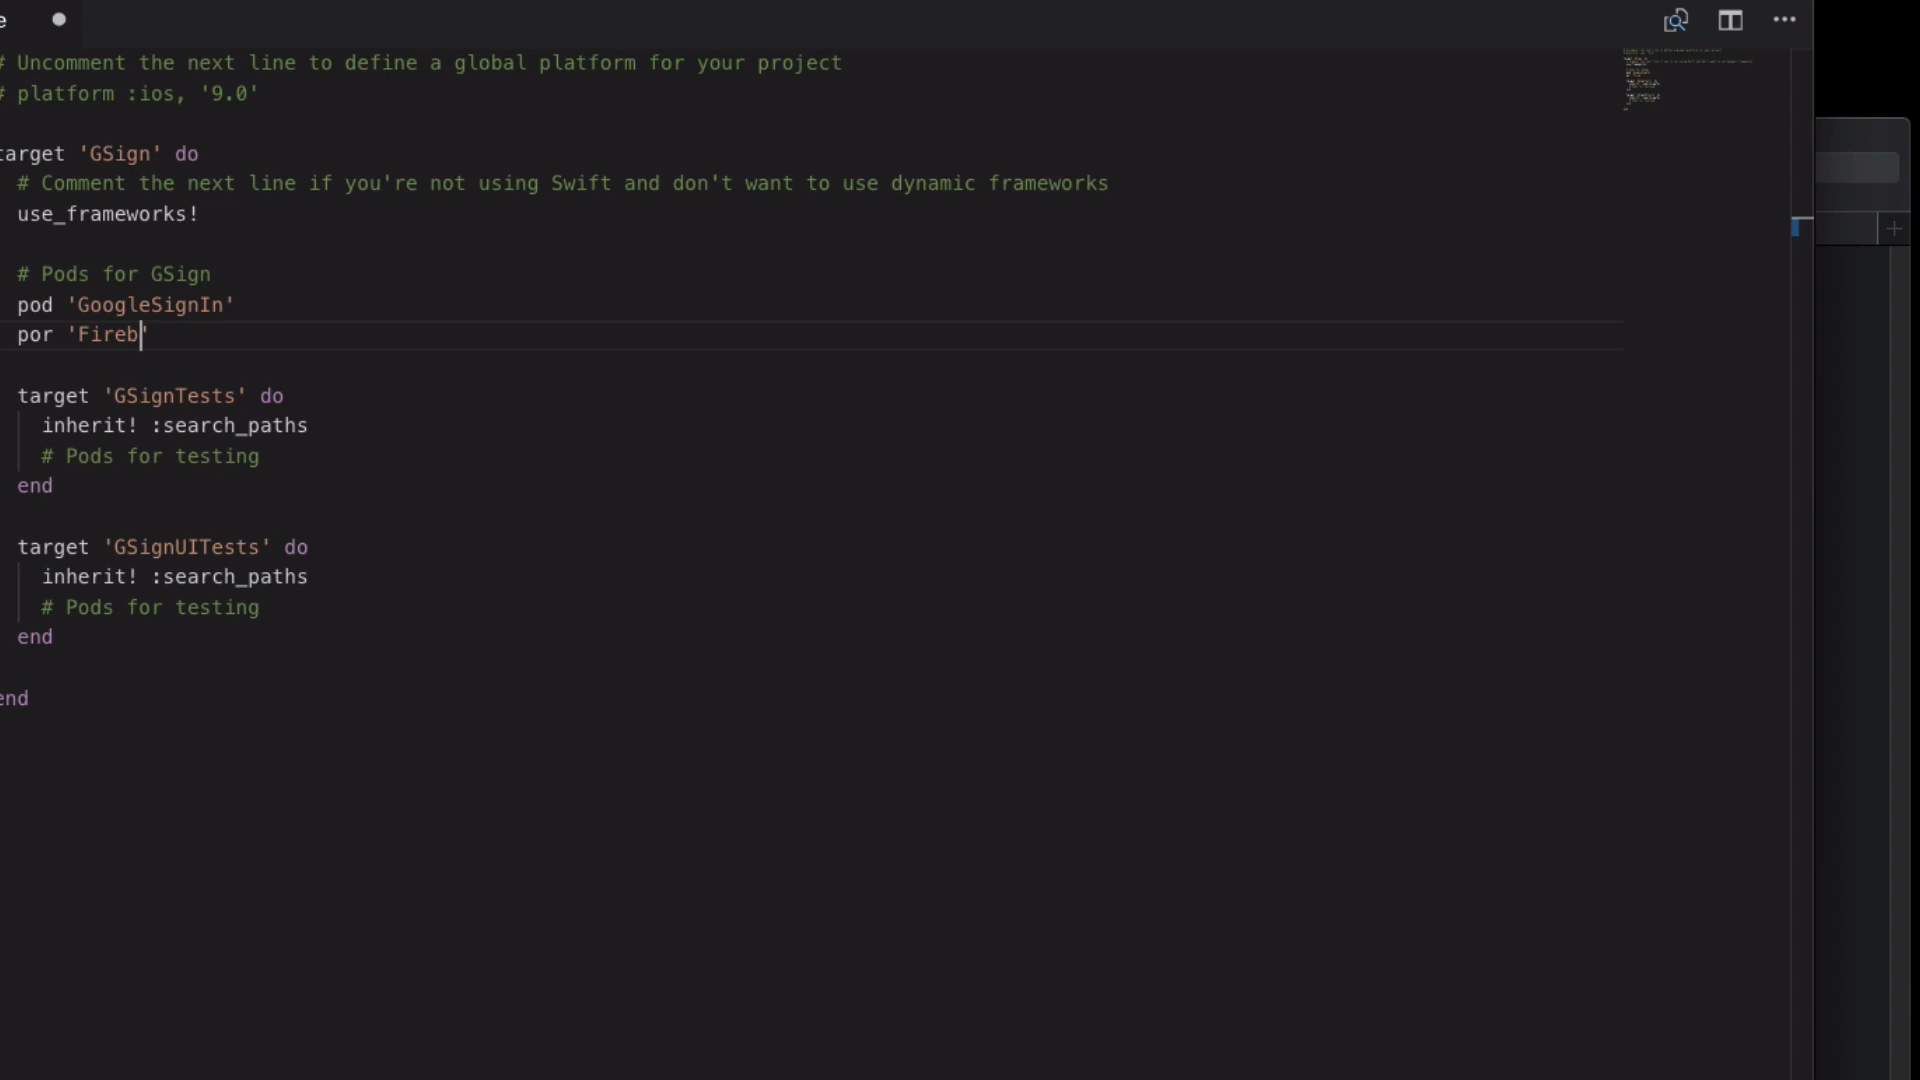 e
# Uncomment the next line to define a global platform for your project
# platform :ios, '9.0'
target 'GSign' do
# Comment the next line if you're not using Swift and don't want to use dynamic frameworks
use_frameworks!
# Pods for GSign
pod 'GoogleSignIn'
por 'Fireb'
target 'GSignTests' do
inherit! :search_paths
# Pods for testing
end
target 'GSignUITests' do
inherit! :search_paths
# Pods for testing
end
end